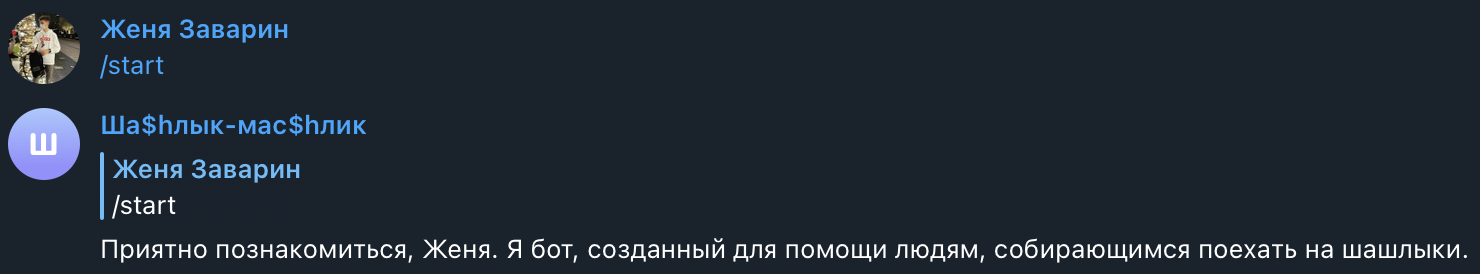 Женя Заварин
/start
Ша$hлык-мас$hлик
Ш
Женя Заварин
/start
Приятно познакомиться, Женя. Я бот, созданный для помощи людям, собирающимся поехать на шашлыки.